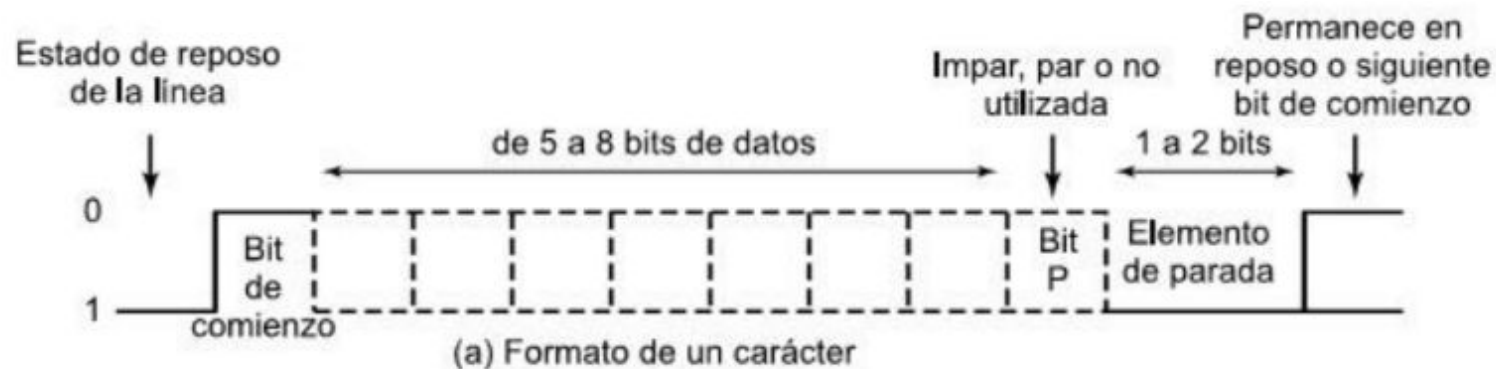 Estado de reposo
de la línea
Impar, par o no
utilizada
Permanece en
reposo o siguiente
bit de comienzo
de 5 a 8 bits de datos
1 a 2 bits
0
1
Bit
de
comienzo
Bit
P
Elemento
de parada
(a) Formato de un carácter